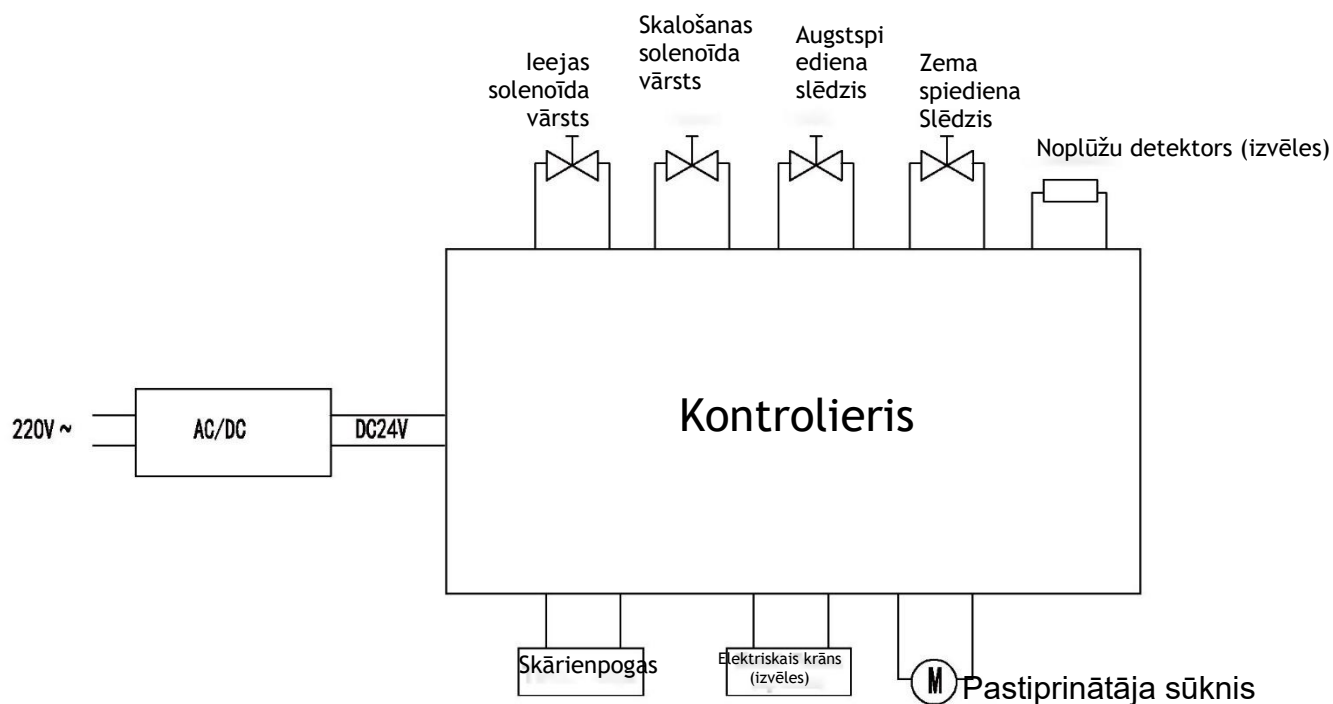 Ieejas
solenoīda
vārsts
Skalošanas
solenoīda
vārsts
Augstspi
ediena
slēdzis
Zema
spiediena
Slēdzis
Noplūžu detektors (izvēles)
220V ~
AC/DC
DC24V
Kontrolieris
Skārienpogas
Elektriskais krāns
(izvēles)
M
Pastiprinātāja sūknis